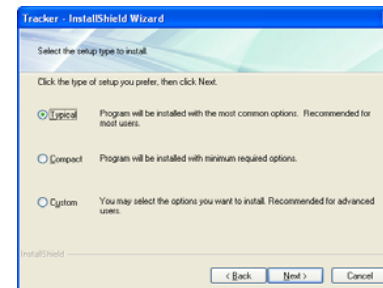 Tracker - InstallShield Wizard
Select the setup type to install.
Click the type of setup you prefer, then click Next.
Typical
Program will be installed with the most common options. Recommended for
most users.
Compact
Program will be installed with minimum required options.
Custom
You may select the options you want to install. Recommended for advanced
users.
InstallShield
< Back
Next >
Cancel